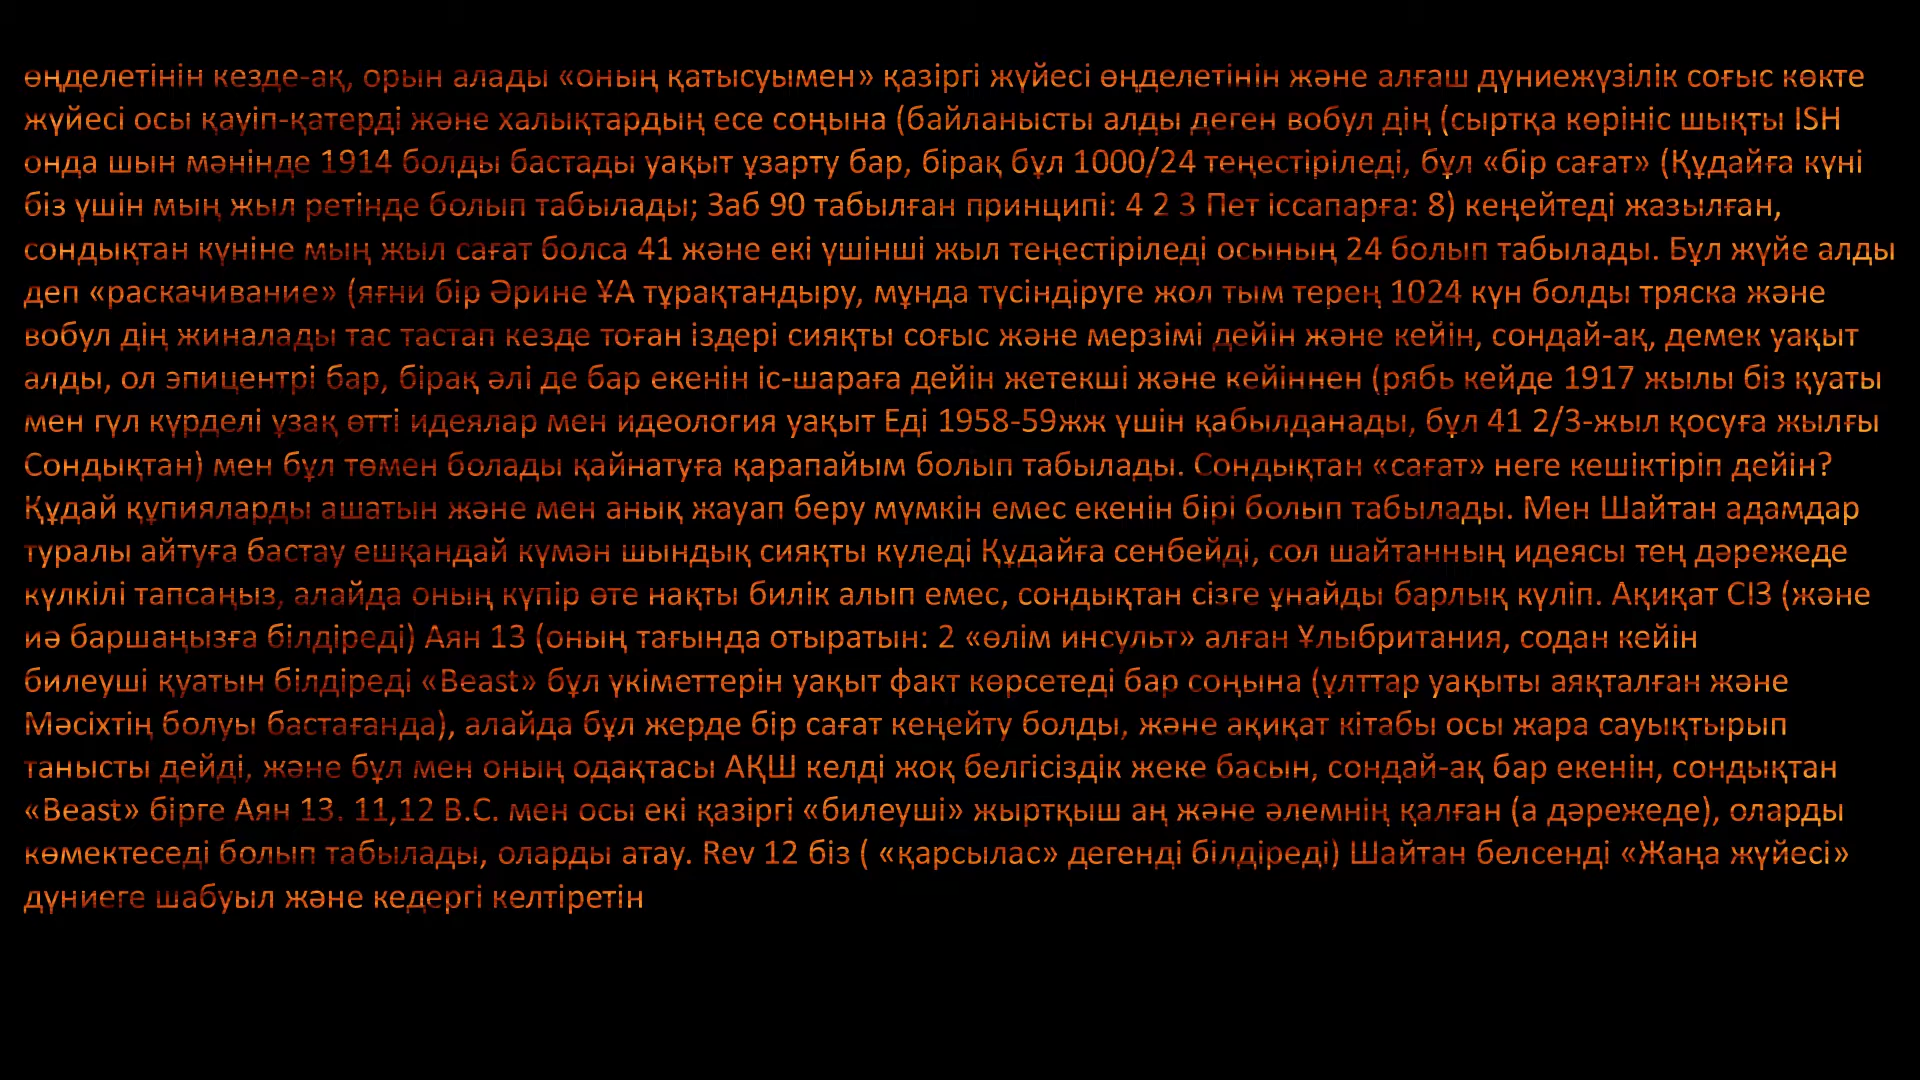 өңделетінін кезде-ақ, орын алады «оның қатысуымен» қазіргі жүйесі өңделетінін және алғаш дүниежүзілік соғыс көкте
жүйесі осы қауіп-қатерді және халықтардың есе соңына (байланысты алды деген вобул дің (сыртқа көрініс шықты ISH
онда шын мәнінде 1914 болды бастады уақыт ұзарту бар, бірақ бұл 1000/24 теңестіріледі, бұл «бір сағат» (Құдайға күні
біз үшін мың жыл ретінде болып табылады; Заб 90 табылған принципі: 4 2 3 Пет іссапарға: 8) кеңейтеді жазылған,
сондықтан күніне мың жыл сағат болса 41 және екі үшінші жыл теңестіріледі осының 24 болып табылады. Бұл жүйе алды
деп «раскачивание» (яғни бір Әрине ҰА тұрақтандыру, мұнда түсіндіруге жол тым терең 1024 күн болды тряска және
вобул дің жиналады тас тастап кезде тоған іздері сияқты соғыс және мерзімі дейін және кейін, сондай-ақ, демек уақыт
алды, ол эпицентрі бар, бірақ әлі де бар екенін іс-шараға дейін жетекші және кейіннен (рябь кейде 1917 жылы біз қуаты
мен гүл күрделі ұзақ өтті идеялар мен идеология уақыт Еді 1958-59жж үшін қабылданады, бұл 41 2/3-жыл қосуға жылғы
Сондықтан) мен бұл төмен болады қайнатуға қарапайым болып табылады. Сондықтан «сағат» неге кешіктіріп дейін?
Құдай құпияларды ашатын және мен анық жауап беру мүмкін емес екенін бірі болып табылады. Мен Шайтан адамдар
туралы айтуға бастау ешқандай күмән шындық сияқты күледі Құдайға сенбейді, сол шайтанның идеясы тең дәрежеде
күлкілі тапсаңыз, алайда оның күпір өте нақты билік алып емес, сондықтан сізге ұнайды барлық күліп. Ақиқат СІЗ (және
иә баршаңызға білдіреді) Аян 13 (оның тағында отыратын: 2 «өлім инсульт» алған Ұлыбритания, содан кейін
билеуші қуатын білдіреді «Beast» бұл үкіметтерін уақыт факт көрсетеді бар соңына (ұлттар уақыты аяқталған және
Мәсіхтің болуы бастағанда), алайда бұл жерде бір сағат кеңейту болды, және ақиқат кітабы осы жара сауықтырып
танысты дейді, және бұл мен оның одақтасы АҚШ келді жоқ белгісіздік жеке басын, сондай-ақ бар екенін, сондықтан
«Beast» бірге Аян 13. 11,12 B.C. мен осы екі қазіргі «билеуші» жыртқыш аң және әлемнің қалған (а дәрежеде), оларды
көмектеседі болып табылады, оларды атау. Rev 12 біз ( «қарсылас» дегенді білдіреді) Шайтан белсенді «Жаңа жүйесі»
дүниеге шабуыл және кедергі келтіретін